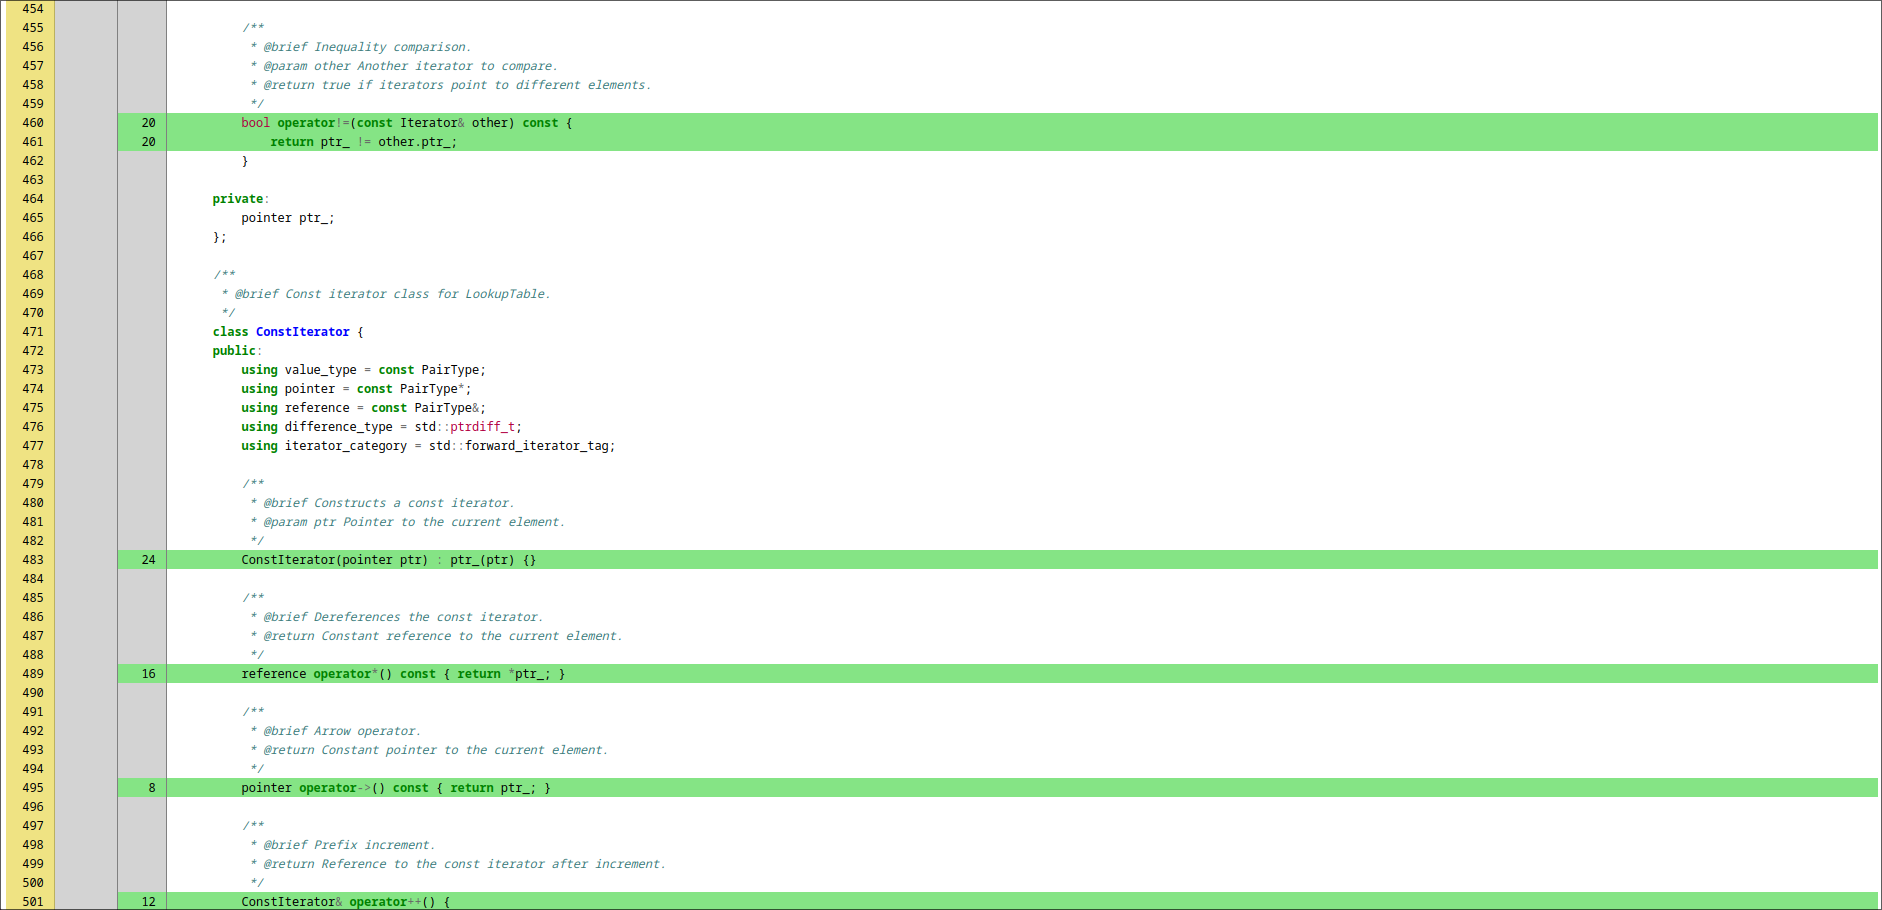 454
455 /**
456 * @brief Inequality comparison.
457 * @param other Another iterator to compare.
458 * @return true if iterators point to different elements.
459 */
460 20 bool operator!=(const Iterator& other) const {
461 20 return ptr_ != other.ptr_;
462 }
463
464 private:
465 pointer ptr_;
466 };
467
468 /**
469 * @brief Const iterator class for LookupTable.
470 */
471 class ConstIterator {
472 public:
473 using value_type = const PairType;
474 using pointer = const PairType*;
475 using reference = const PairType&;
476 using difference_type = std::ptrdiff_t;
477 using iterator_category = std::forward_iterator_tag;
478
479 /**
480 * @brief Constructs a const iterator.
481 * @param ptr Pointer to the current element.
482 */
483 24 ConstIterator(pointer ptr) : ptr_(ptr) {}
484
485 /**
486 * @brief Dereferences the const iterator.
487 * @return Constant reference to the current element.
488 */
489 16 reference operator*() const { return *ptr_; }
490
491 /**
492 * @brief Arrow operator.
493 * @return Constant pointer to the current element.
494 */
495 8 pointer operator->() const { return ptr_; }
496
497 /**
498 * @brief Prefix increment.
499 * @return Reference to the const iterator after increment.
500 */
501 12 ConstIterator& operator++() {